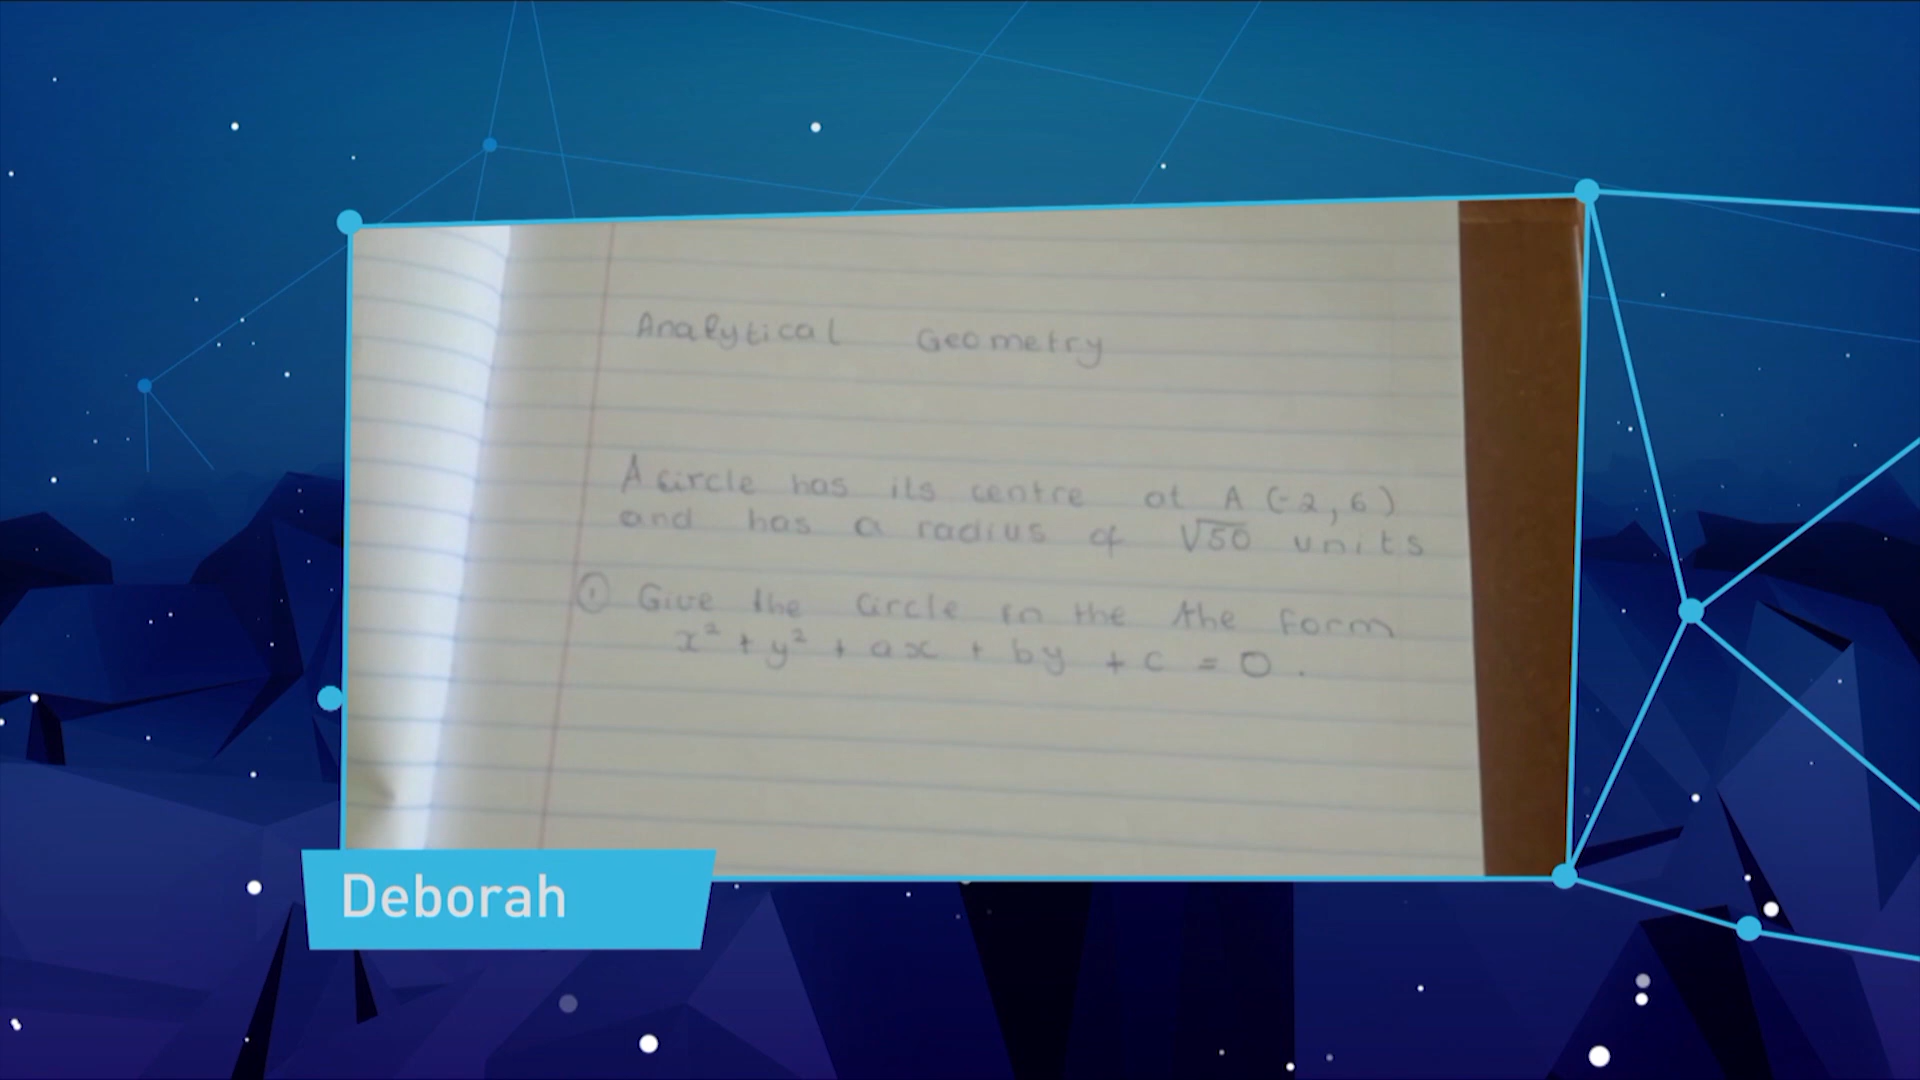 Analytical Geometry
A circle has its centre at A (-2, 6)
and has a radius of √50 units
① Give the circle in the the form
x² + y² + ax + by + c = 0.
Deborah